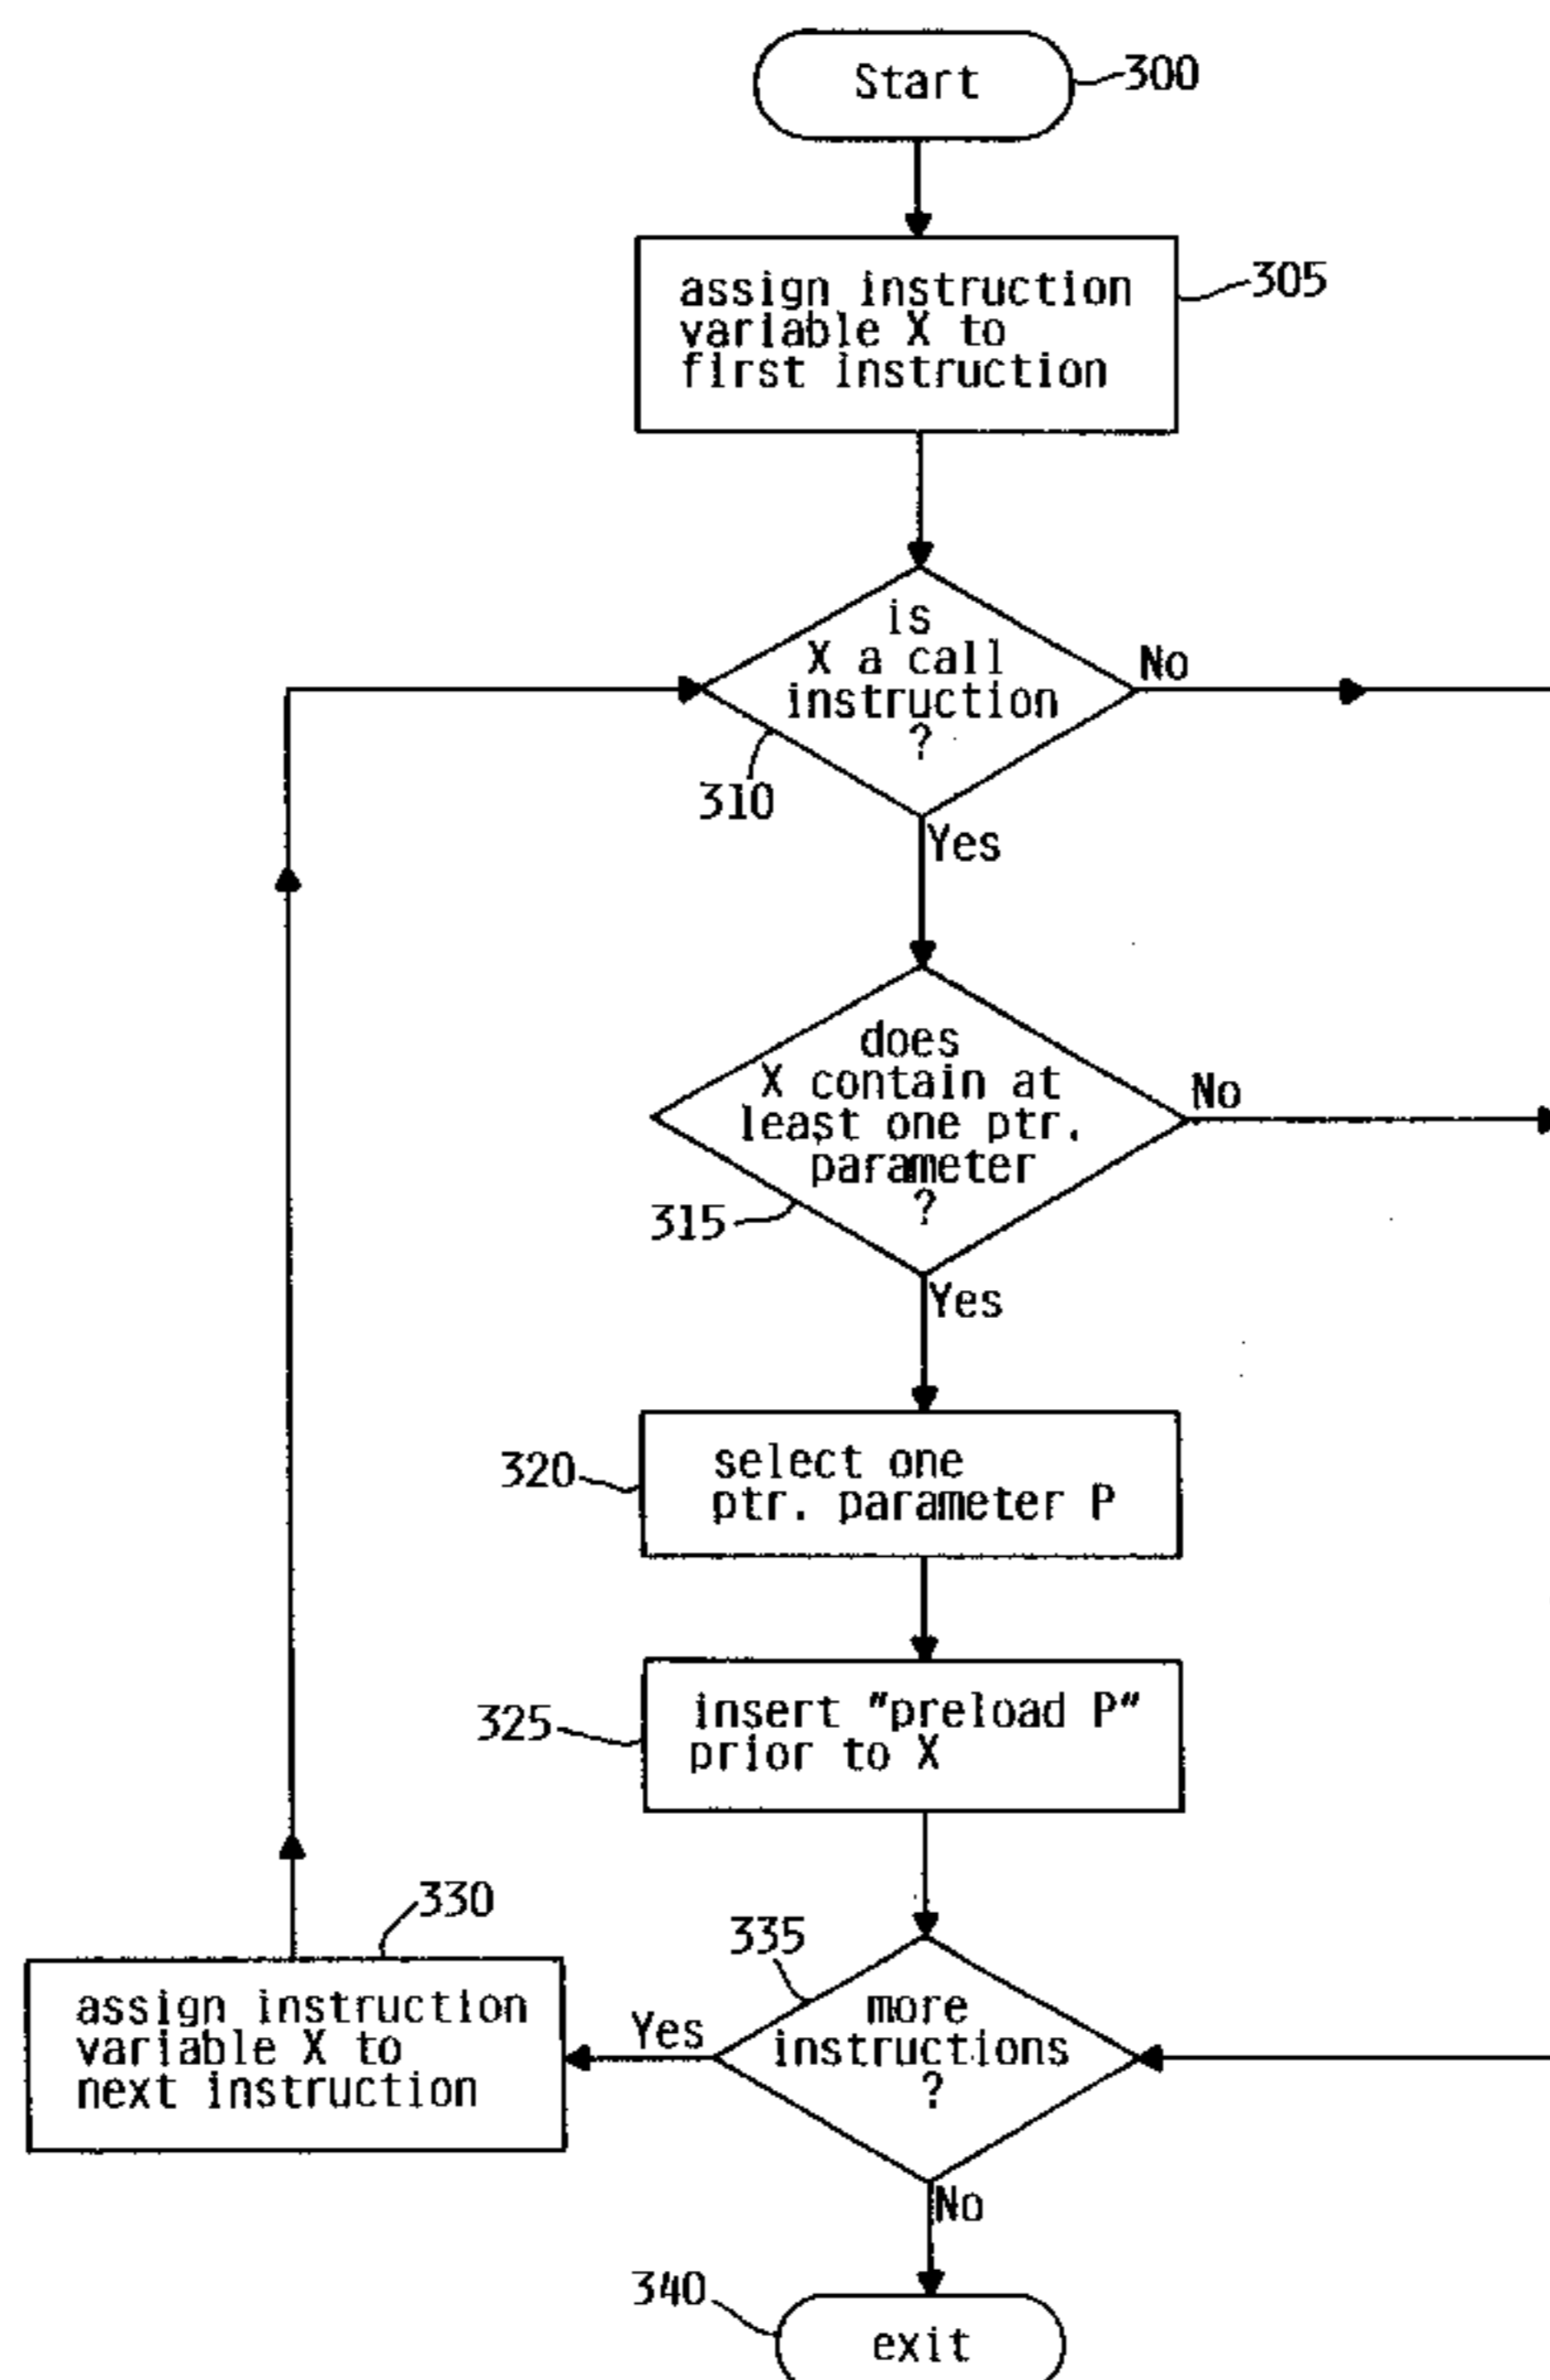 Start
300
assign instruction
variable X to
first instruction
305
is
X a call
instruction
?
No
310
Yes
does
X contain at
least one ptr.
parameter
?
No
315
Yes
320
select one
ptr. parameter P
325
insert "preload P"
prior to X
330
335
assign instruction
variable X to
next instruction
Yes
more
instructions
?
No
340
exit